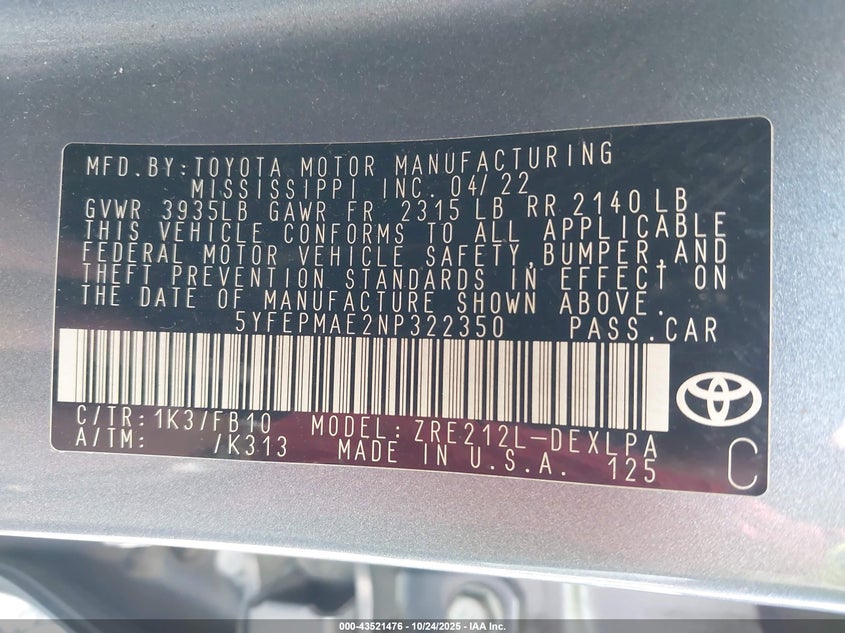 MFD.BY:TOYOTA MOTOR MANUFACTURING
MISSISSIPPI INC. 04/22
GVWR 3935LB GAWR FR 2315 LB RR 2140 LB
THIS VEHICLE CONFORMS TO ALL APPLICABLE
FEDERAL MOTOR VEHICLE SAFETY,BUMPER,AND
THEFT PREVENTION STANDARDS IN EFFECT ON
THE DATE OF MANUFACTURE SHOWN ABOVE.
5YFEPMAE2NP322350 PASS.CAR
C/TR:1K3/FB10 MODEL:ZRE212L-DEXLPA
A/TM: /K313 MADE IN U.S.A. 125
C
000-43521476 | 10/24/2025 | IAA Inc.